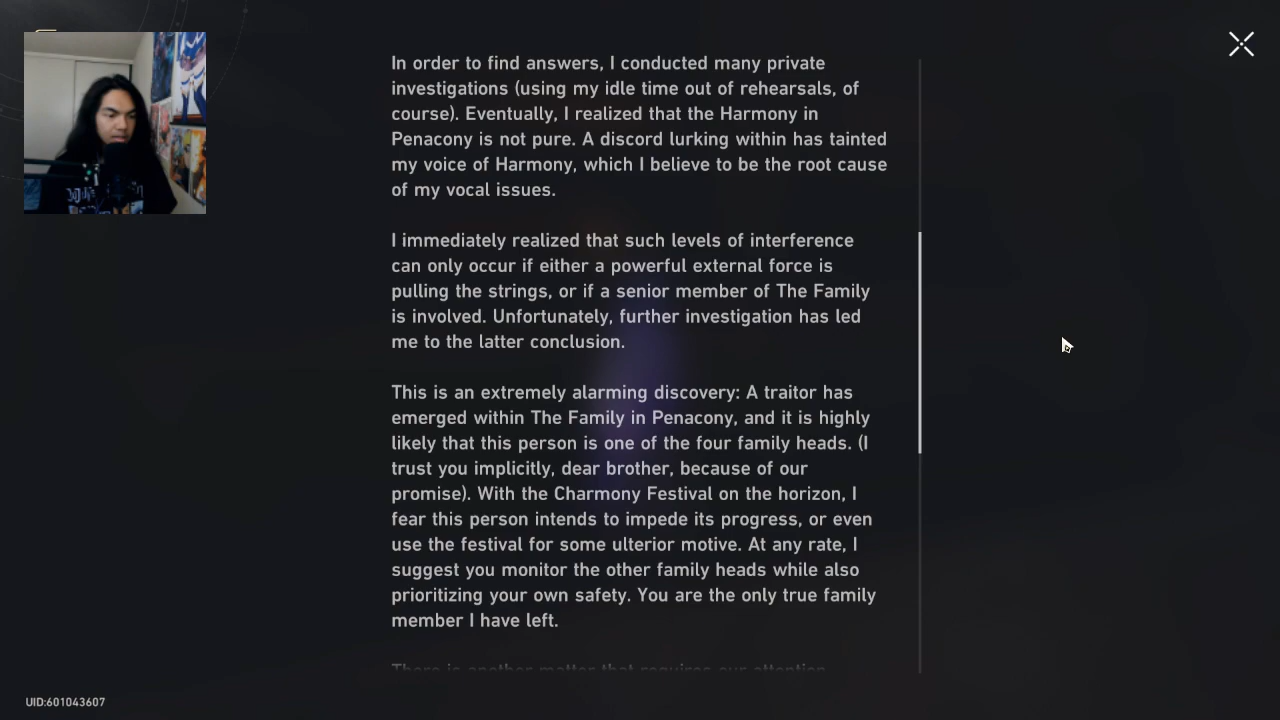 In order to find answers, I conducted many private
investigations (using my idle time out of rehearsals, of
course). Eventually, I realized that the Harmony in
Penacony is not pure. A discord lurking within has tainted
my voice of Harmony, which I believe to be the root cause
of my vocal issues.
I immediately realized that such levels of interference
can only occur if either a powerful external force is
pulling the strings, or if a senior member of The Family
is involved. Unfortunately, further investigation has led
me to the latter conclusion.
This is an extremely alarming discovery: A traitor has
emerged within The Family in Penacony, and it is highly
likely that this person is one of the four family heads. (I
trust you implicitly, dear brother, because of our
promise). With the Charmony Festival on the horizon, I
fear this person intends to impede its progress, or even
use the festival for some ulterior motive. At any rate, I
suggest you monitor the other family heads while also
prioritizing your own safety. You are the only true family
member I have left.
There is another matter that requires our attention
UID:601043607